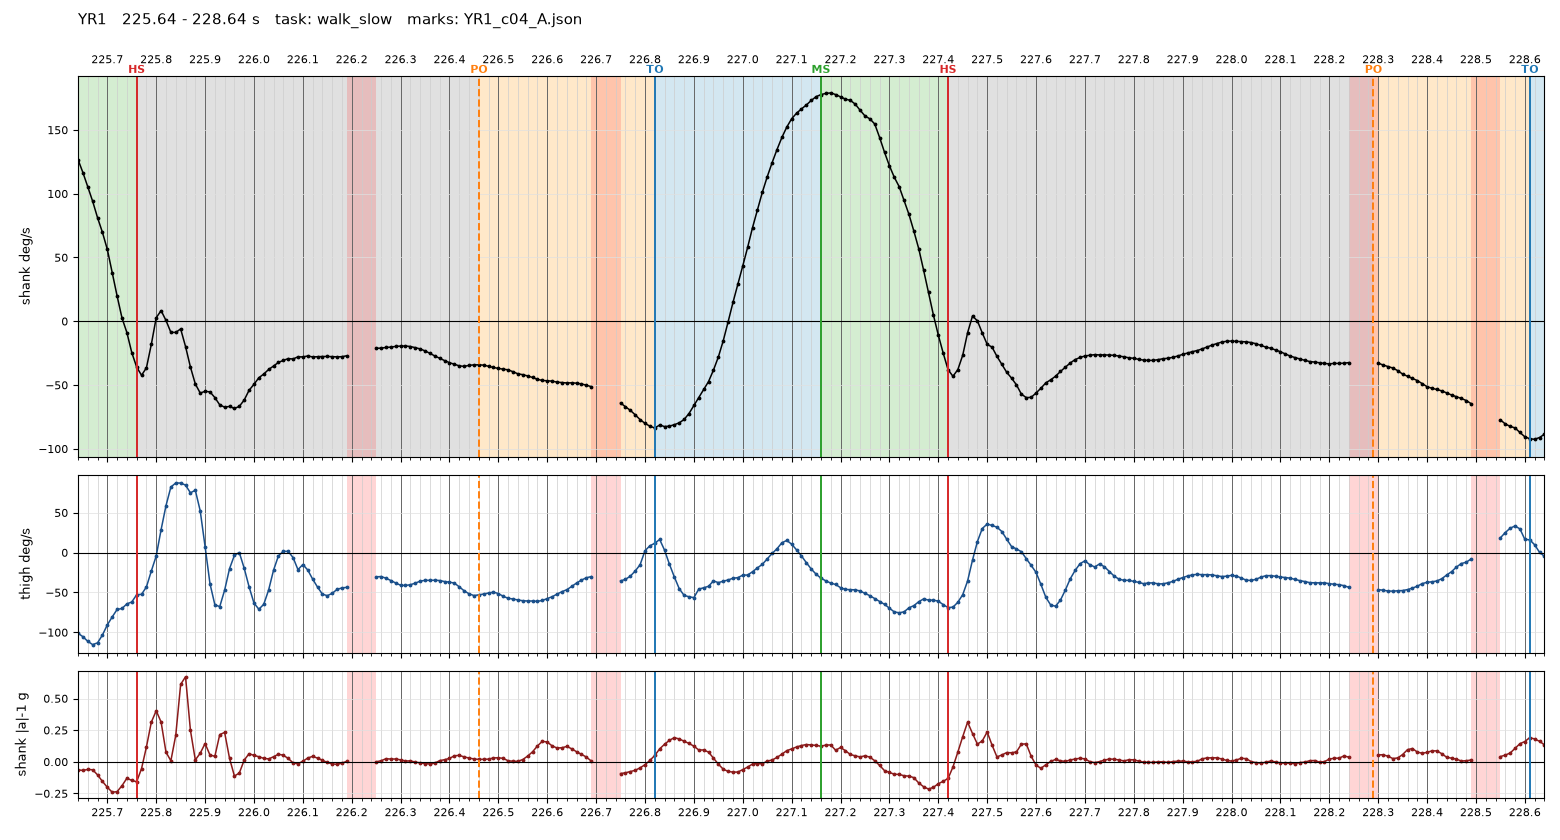 YR1   225.64 - 228.64 s   task: walk_slow   marks: YR1_c04_A.json
225.7 225.8 225.9 226.0 226.1 226.2 226.3 226.4 226.5 226.6 226.7 226.8 226.9 227.0 227.1 227.2 227.3 227.4 227.5 227.6 227.7 227.8 227.9 228.0 228.1 228.2 228.3 228.4 228.5 228.6
HS PO TO MS HS PO TO
shank deg/s
150
100
50
0
−50
−100
thigh deg/s
50
0
−50
−100
shank |a|-1 g
0.50
0.25
0.00
−0.25
225.7 225.8 225.9 226.0 226.1 226.2 226.3 226.4 226.5 226.6 226.7 226.8 226.9 227.0 227.1 227.2 227.3 227.4 227.5 227.6 227.7 227.8 227.9 228.0 228.1 228.2 228.3 228.4 228.5 228.6